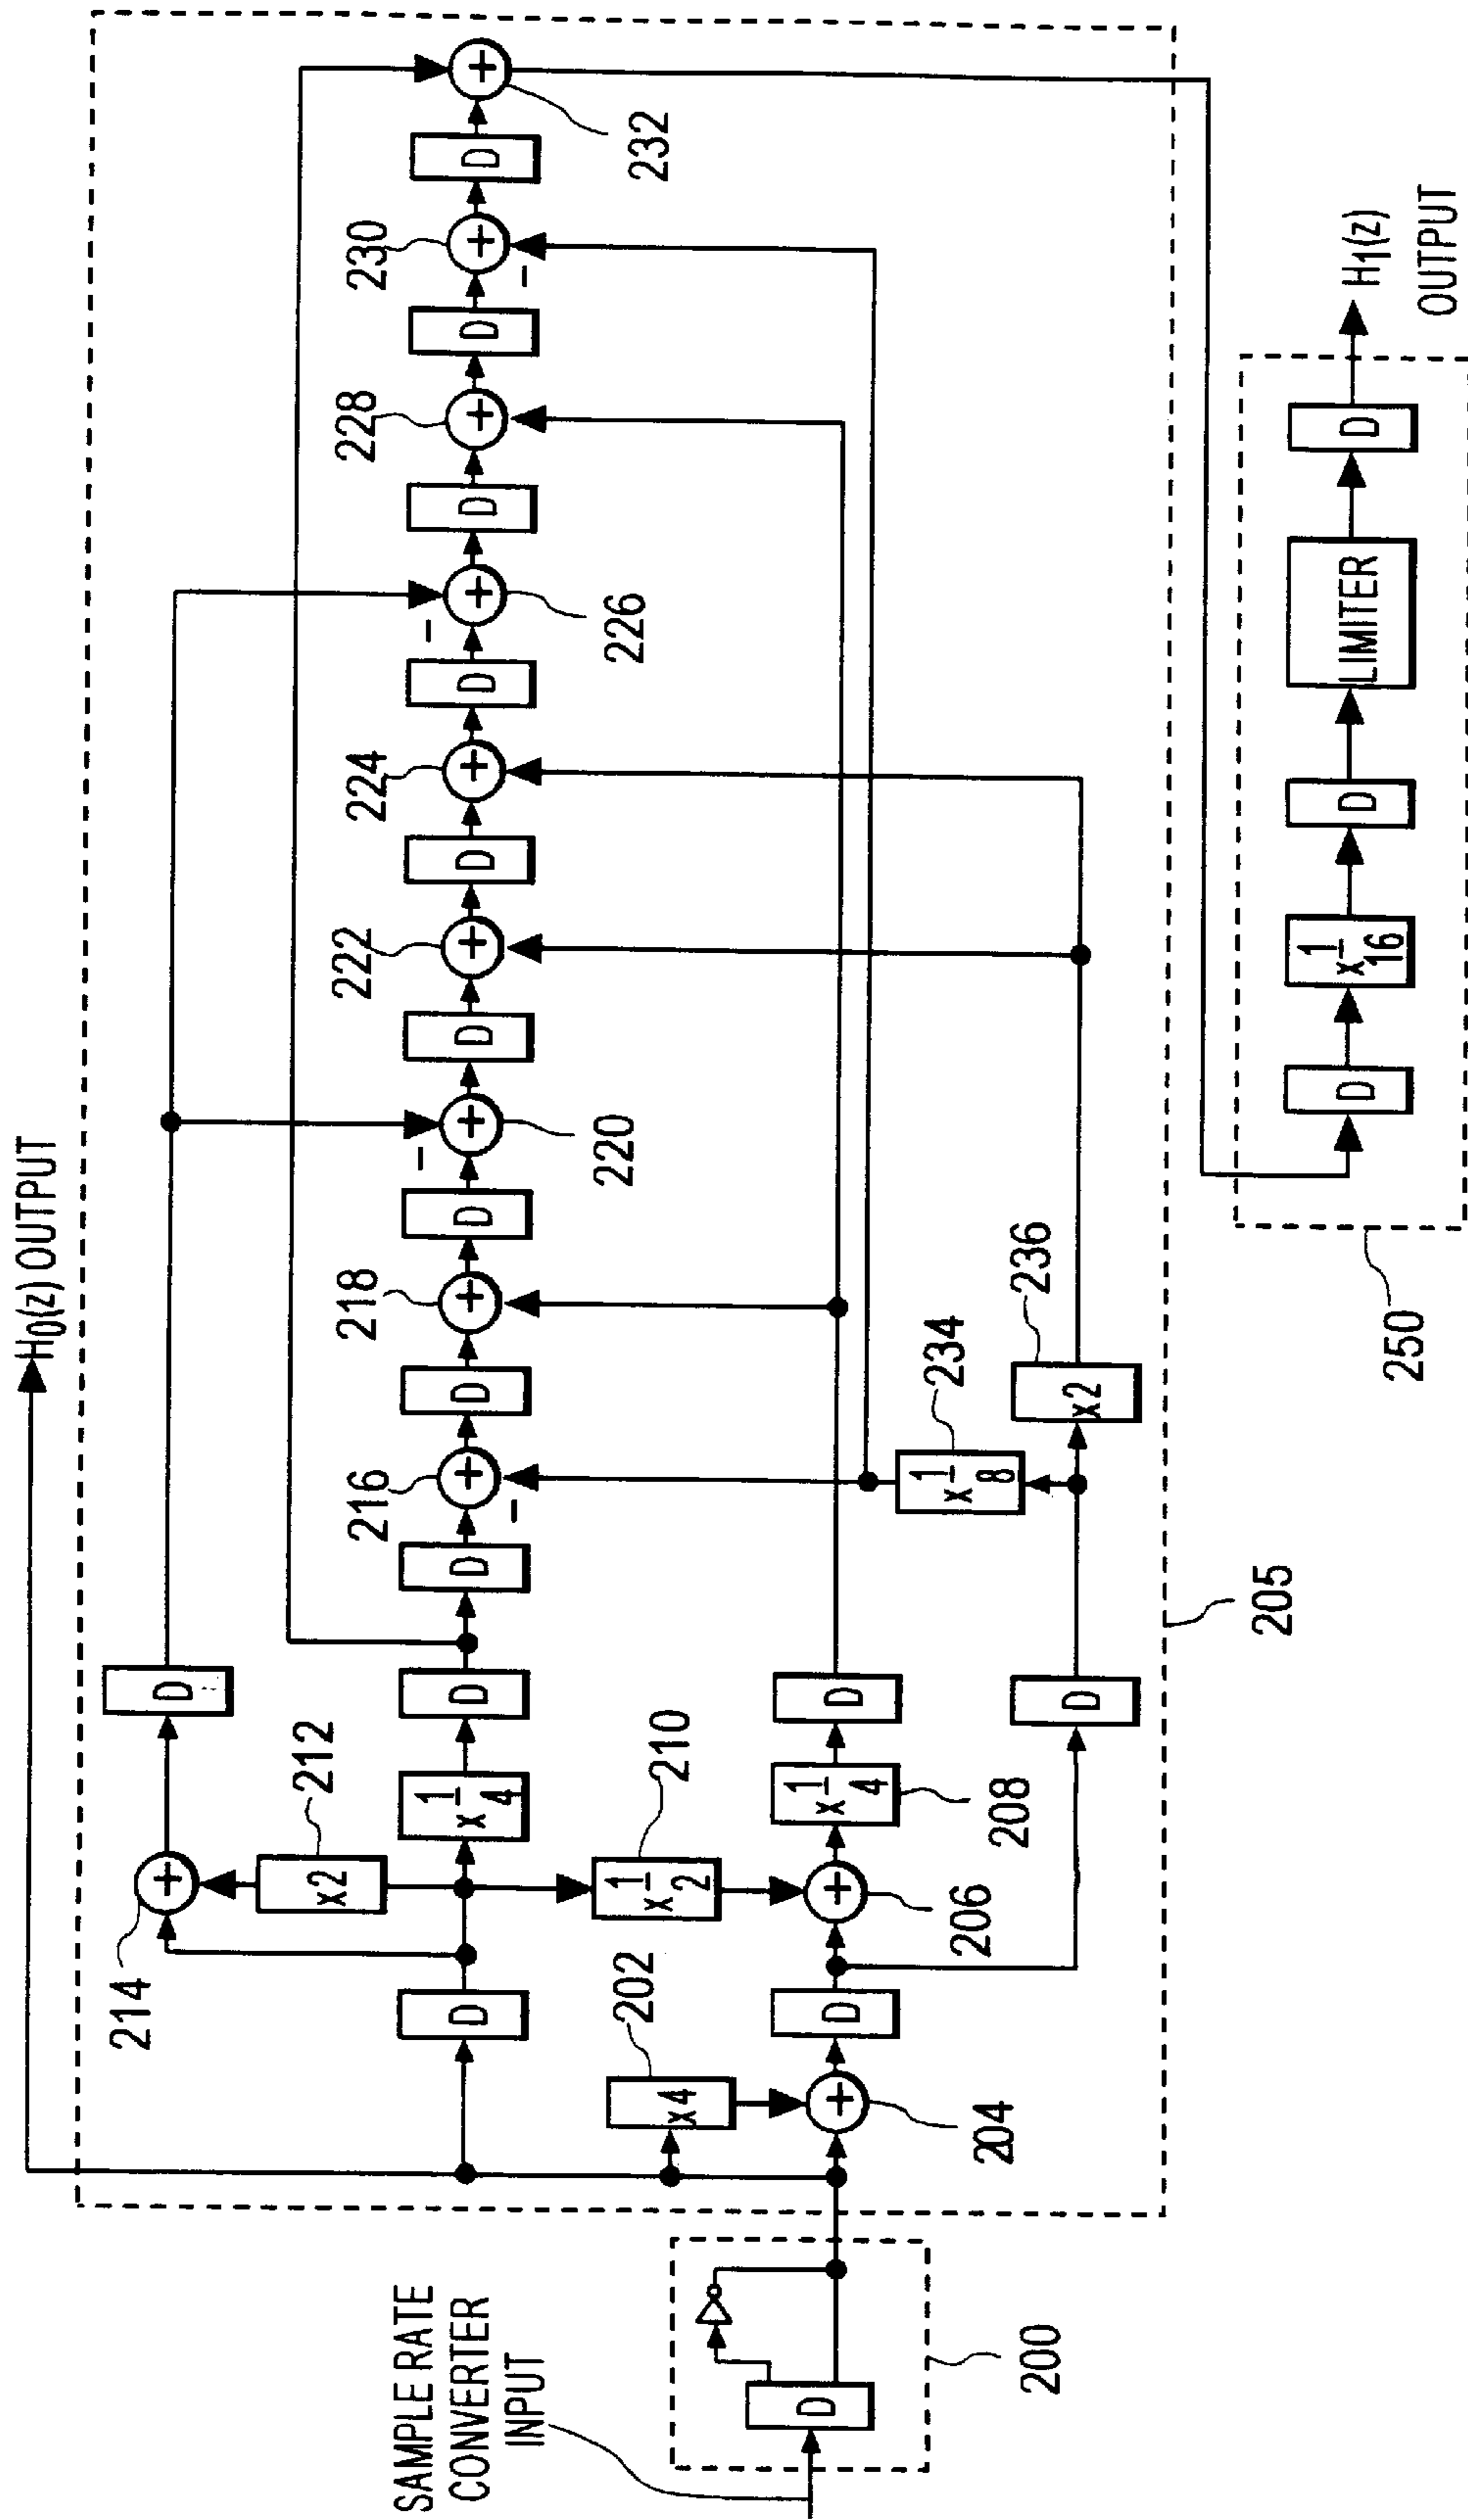 SAMPLE RATE
CONVERTER
INPUT
D
200
H0(z) OUTPUT
214
+
x2
212
D
D
x 1/4
D
D
216
+
D
218
+
D
−
+
220
D
222
+
D
224
+
D
−
+
226
D
228
+
D
230
+
D
+
232
−
−
202
x4
+
204
D
x 1/2
210
+
206
x 1/4
208
D
D
x 1/8
234
x2
236
205
D
x 1/16
D
LIMITER
D
H1(z)
OUTPUT
250